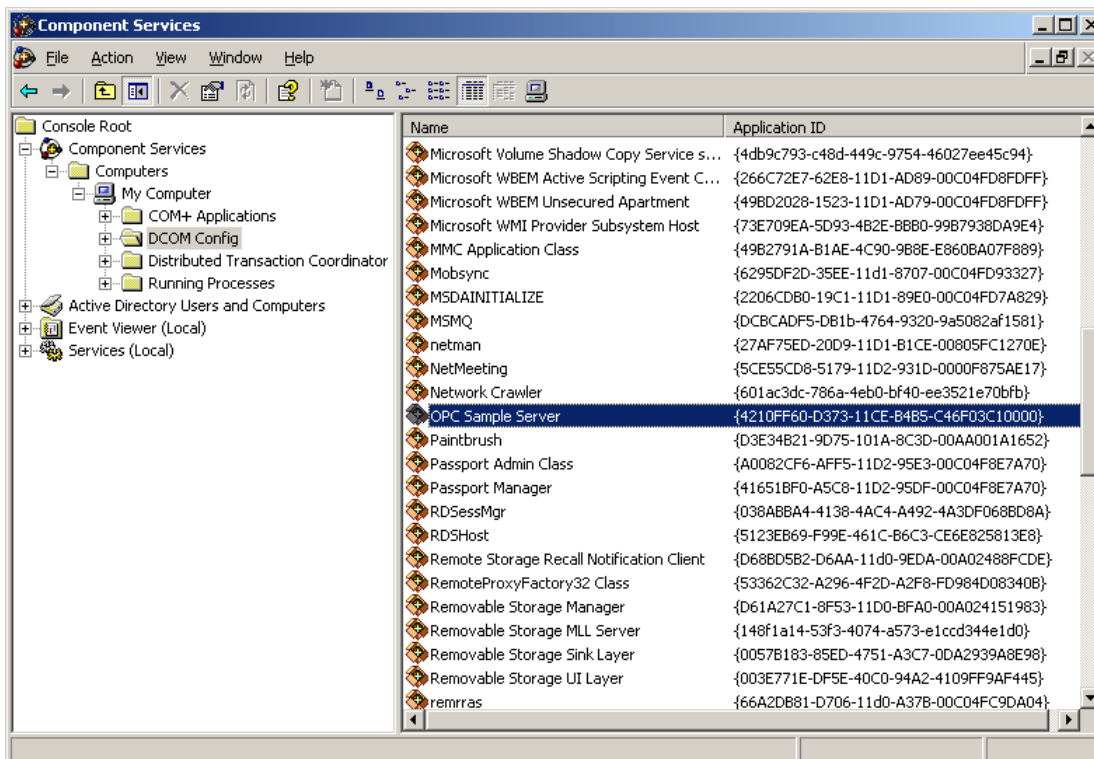 Component Services
File Action View Window Help
Console Root
Component Services
Computers
My Computer
COM+ Applications
DCOM Config
Distributed Transaction Coordinator
Running Processes
Active Directory Users and Computers
Event Viewer (Local)
Services (Local)
Name Application ID
Microsoft Volume Shadow Copy Service s... {4db9c793-c48d-449c-9754-46027ee45c94}
Microsoft WBEM Active Scripting Event C... {266C72E7-62E8-11D1-AD89-00C04FD8FDFF}
Microsoft WBEM Unsecured Apartment {49BD2028-1523-11D1-AD79-00C04FD8FDFF}
Microsoft WMI Provider Subsystem Host {73E709EA-5D93-4B2E-BBB0-99B7938DA9E4}
MMC Application Class {49B2791A-B1AE-4C90-9B8E-E860BA07F889}
Mobsync {6295DF2D-35EE-11d1-8707-00C04FD93327}
MSDAINITIALIZE {2206CDB0-19C1-11D1-89E0-00C04FD7A829}
MSMQ {DCBCADF5-DB1b-4764-9320-9a5082af1581}
netman {27AF75ED-20D9-11D1-B1CE-00805FC1270E}
NetMeeting {5CE55CD8-5179-11D2-931D-0000F875AE17}
Network Crawler {601ac3dc-786a-4eb0-bf40-ee3521e70bfb}
OPC Sample Server {4210FF60-D373-11CE-B4B5-C46F03C10000}
Paintbrush {D3E34B21-9D75-101A-8C3D-00AA001A1652}
Passport Admin Class {A0082CF6-AFF5-11D2-95E3-00C04F8E7A70}
Passport Manager {41651BF0-A5C8-11D2-95DF-00C04F8E7A70}
RDSessMgr {038ABBA4-4138-4AC4-A492-4A3DF068BD8A}
RDSHost {5123EB69-F99E-461C-B6C3-CE6E825813E8}
Remote Storage Recall Notification Client {D68BD5B2-D6AA-11d0-9EDA-00A02488FCDE}
RemoteProxyFactory32 Class {53362C32-A296-4F2D-A2F8-FD984D08340B}
Removable Storage Manager {D61A27C1-8F53-11D0-BFA0-00A024151983}
Removable Storage MLL Server {148f1a14-53f3-4074-a573-e1ccd344e1d0}
Removable Storage Sink Layer {0057B183-85ED-4751-A3C7-0DA2939A8E98}
Removable Storage UI Layer {003E771E-DF5E-40C0-94A2-4109FF9AF445}
remrras {66A2DB81-D706-11d0-A37B-00C04FC9DA04}